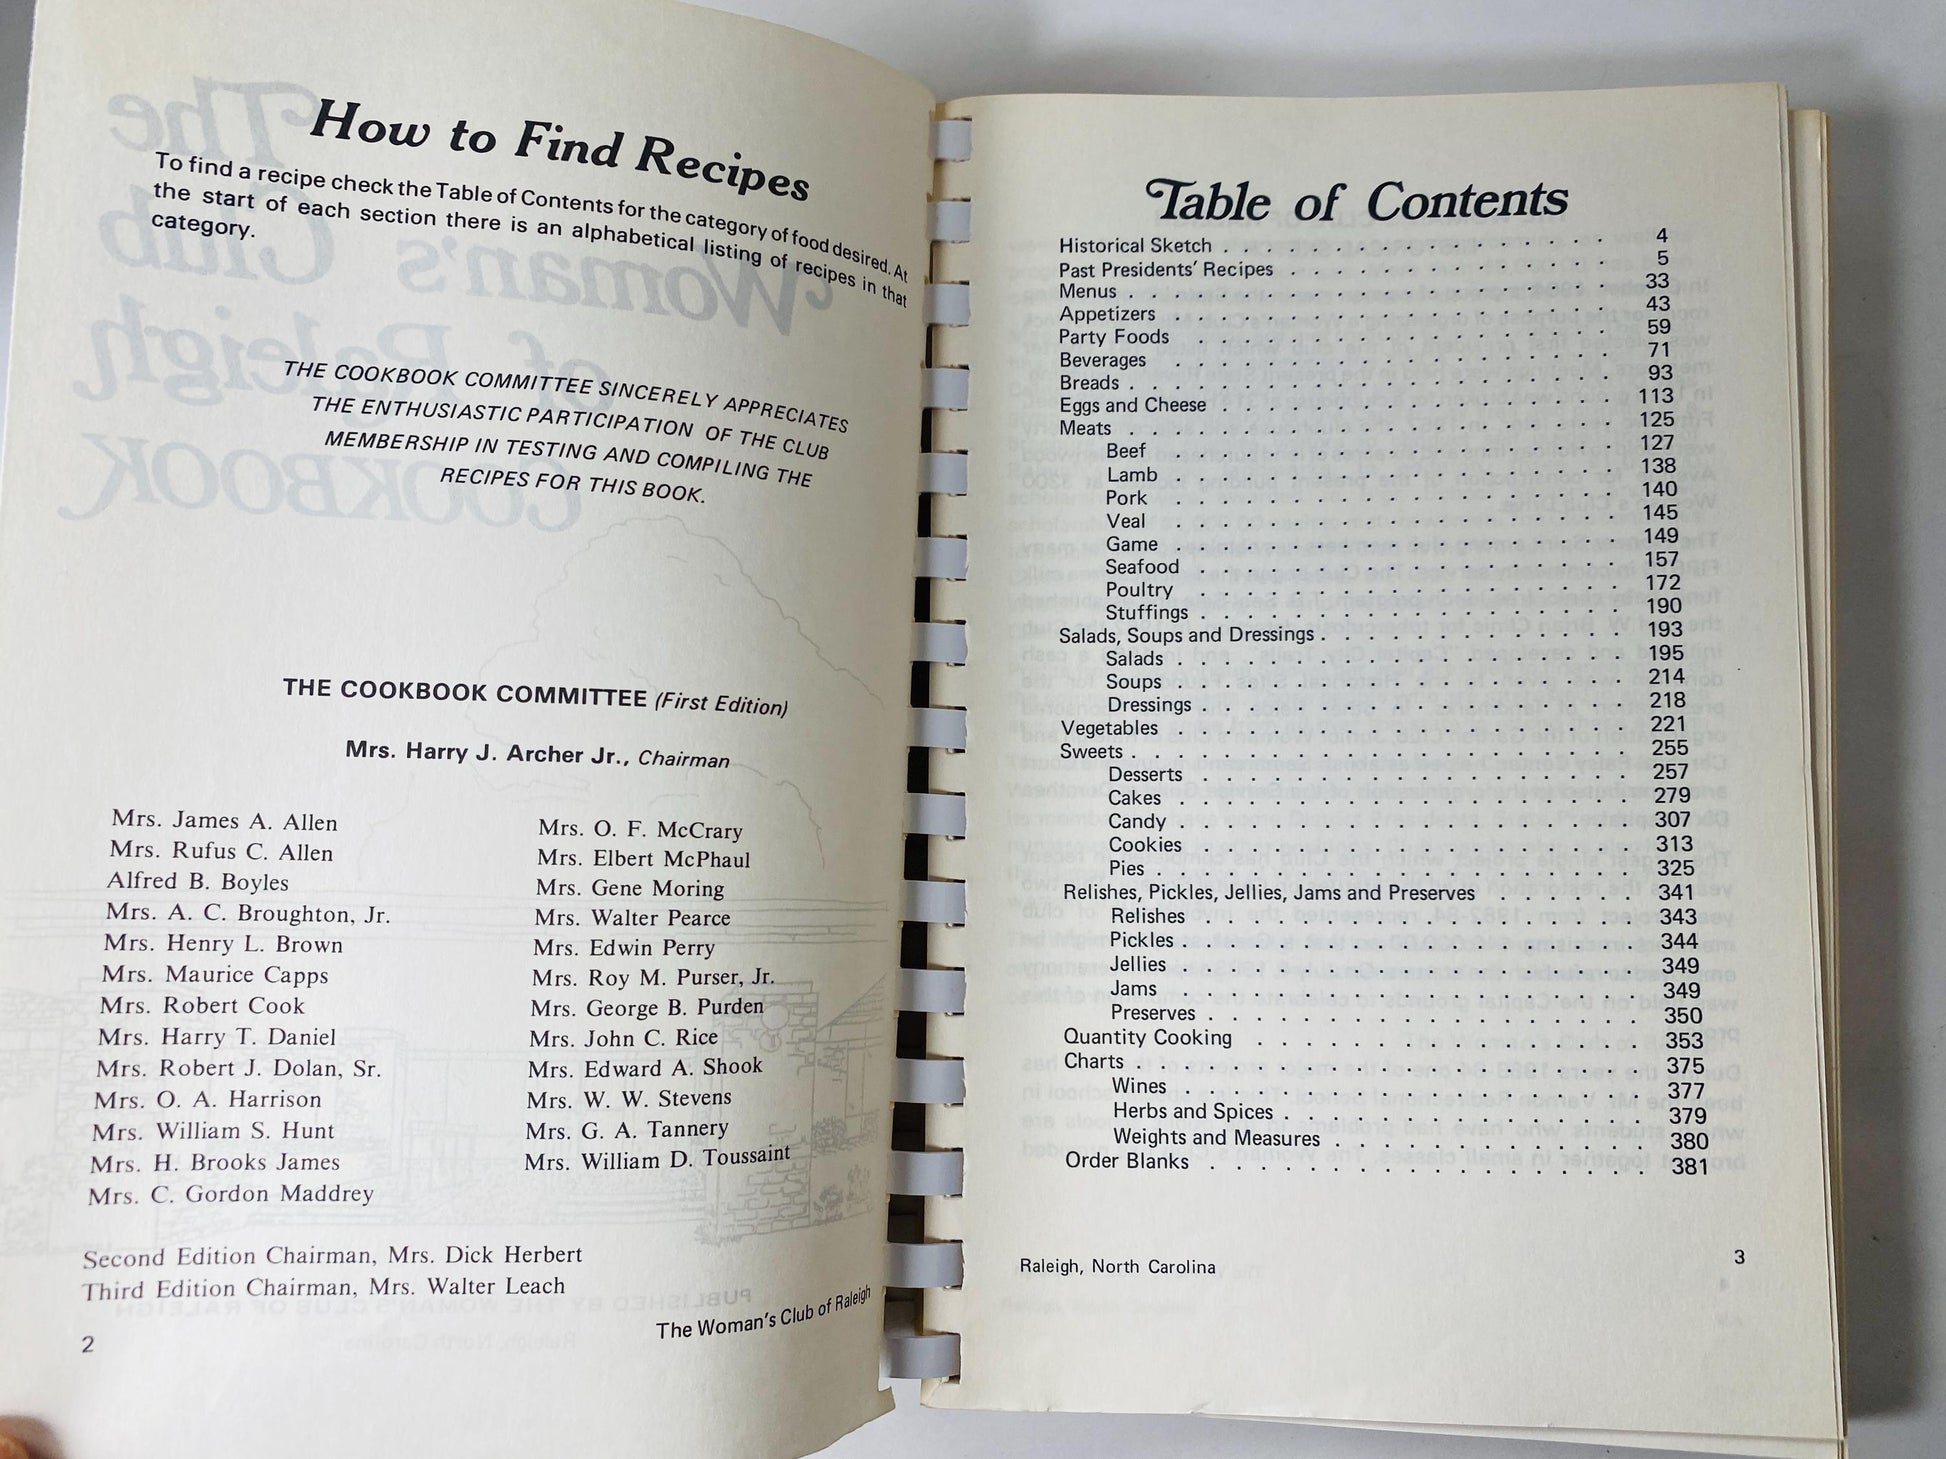 How to Find Recipes
To find a recipe check the Table of Contents for the category of food desired. At
the start of each section there is an alphabetical listing of recipes in that
category.
THE COOKBOOK COMMITTEE SINCERELY APPRECIATES
THE ENTHUSIASTIC PARTICIPATION OF THE CLUB
MEMBERSHIP IN TESTING AND COMPILING THE
RECIPES FOR THIS BOOK.
THE COOKBOOK COMMITTEE (First Edition)
Mrs. Harry J. Archer Jr., Chairman
Mrs. James A. Allen
Mrs. Rufus C. Allen
Alfred B. Boyles
Mrs. A. C. Broughton, Jr.
Mrs. Henry L. Brown
Mrs. Maurice Capps
Mrs. Robert Cook
Mrs. Harry T. Daniel
Mrs. Robert J. Dolan, Sr.
Mrs. O. A. Harrison
Mrs. William S. Hunt
Mrs. H. Brooks James
Mrs. C. Gordon Maddrey
Mrs. O. F. McCrary
Mrs. Elbert McPhaul
Mrs. Gene Moring
Mrs. Walter Pearce
Mrs. Edwin Perry
Mrs. Roy M. Purser, Jr.
Mrs. George B. Purden
Mrs. John C. Rice
Mrs. Edward A. Shook
Mrs. W. W. Stevens
Mrs. G. A. Tannery
Mrs. William D. Toussaint
Second Edition Chairman, Mrs. Dick Herbert
Third Edition Chairman, Mrs. Walter Leach
The Woman's Club of Raleigh
2
Table of Contents
Historical Sketch . . . . . . . . . . . . . . . . . 4
Past Presidents' Recipes . . . . . . . . . . . . . . 5
Menus . . . . . . . . . . . . . . . . . . . . . 33
Appetizers . . . . . . . . . . . . . . . . . . . 43
Party Foods . . . . . . . . . . . . . . . . . . 59
Beverages . . . . . . . . . . . . . . . . . . . 71
Breads . . . . . . . . . . . . . . . . . . . . . 93
Eggs and Cheese . . . . . . . . . . . . . . . . . 113
Meats . . . . . . . . . . . . . . . . . . . . . 125
Beef . . . . . . . . . . . . . . . . . . . . 127
Lamb . . . . . . . . . . . . . . . . . . . . 138
Pork . . . . . . . . . . . . . . . . . . . . 140
Veal . . . . . . . . . . . . . . . . . . . . 145
Game . . . . . . . . . . . . . . . . . . . . 149
Seafood . . . . . . . . . . . . . . . . . . . 157
Poultry . . . . . . . . . . . . . . . . . . . 172
Stuffings . . . . . . . . . . . . . . . . . . 190
Salads, Soups and Dressings . . . . . . . . . . . . . 193
Salads . . . . . . . . . . . . . . . . . . . 195
Soups . . . . . . . . . . . . . . . . . . . 214
Dressings . . . . . . . . . . . . . . . . . . 218
Vegetables . . . . . . . . . . . . . . . . . . . 221
Sweets . . . . . . . . . . . . . . . . . . . . . 255
Desserts . . . . . . . . . . . . . . . . . . 257
Cakes . . . . . . . . . . . . . . . . . . . 279
Candy . . . . . . . . . . . . . . . . . . . 307
Cookies . . . . . . . . . . . . . . . . . . 313
Pies . . . . . . . . . . . . . . . . . . . . 325
Relishes, Pickles, Jellies, Jams and Preserves . . . . . . 341
Relishes . . . . . . . . . . . . . . . . . . 343
Pickles . . . . . . . . . . . . . . . . . . . 344
Jellies . . . . . . . . . . . . . . . . . . . 349
Jams . . . . . . . . . . . . . . . . . . . 349
Preserves . . . . . . . . . . . . . . . . . . 350
Quantity Cooking . . . . . . . . . . . . . . . . 353
Charts . . . . . . . . . . . . . . . . . . . . . 375
Wines . . . . . . . . . . . . . . . . . . . 377
Herbs and Spices . . . . . . . . . . . . . . . 379
Weights and Measures . . . . . . . . . . . . . 380
Order Blanks . . . . . . . . . . . . . . . . . . 381
Raleigh, North Carolina
3